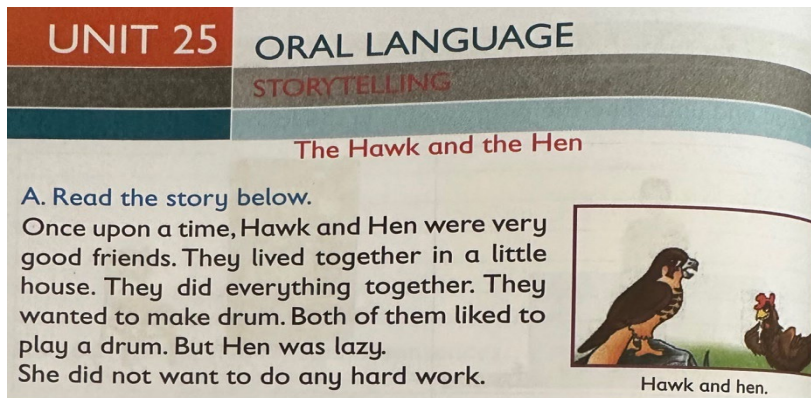 UNIT 25
ORAL LANGUAGE
STORYTELLING
The Hawk and the Hen
A. Read the story below.
Once upon a time, Hawk and Hen were very
good friends. They lived together in a little
house. They did everything together. They
wanted to make drum. Both of them liked to
play a drum. But Hen was lazy.
She did not want to do any hard work.
Hawk and hen.